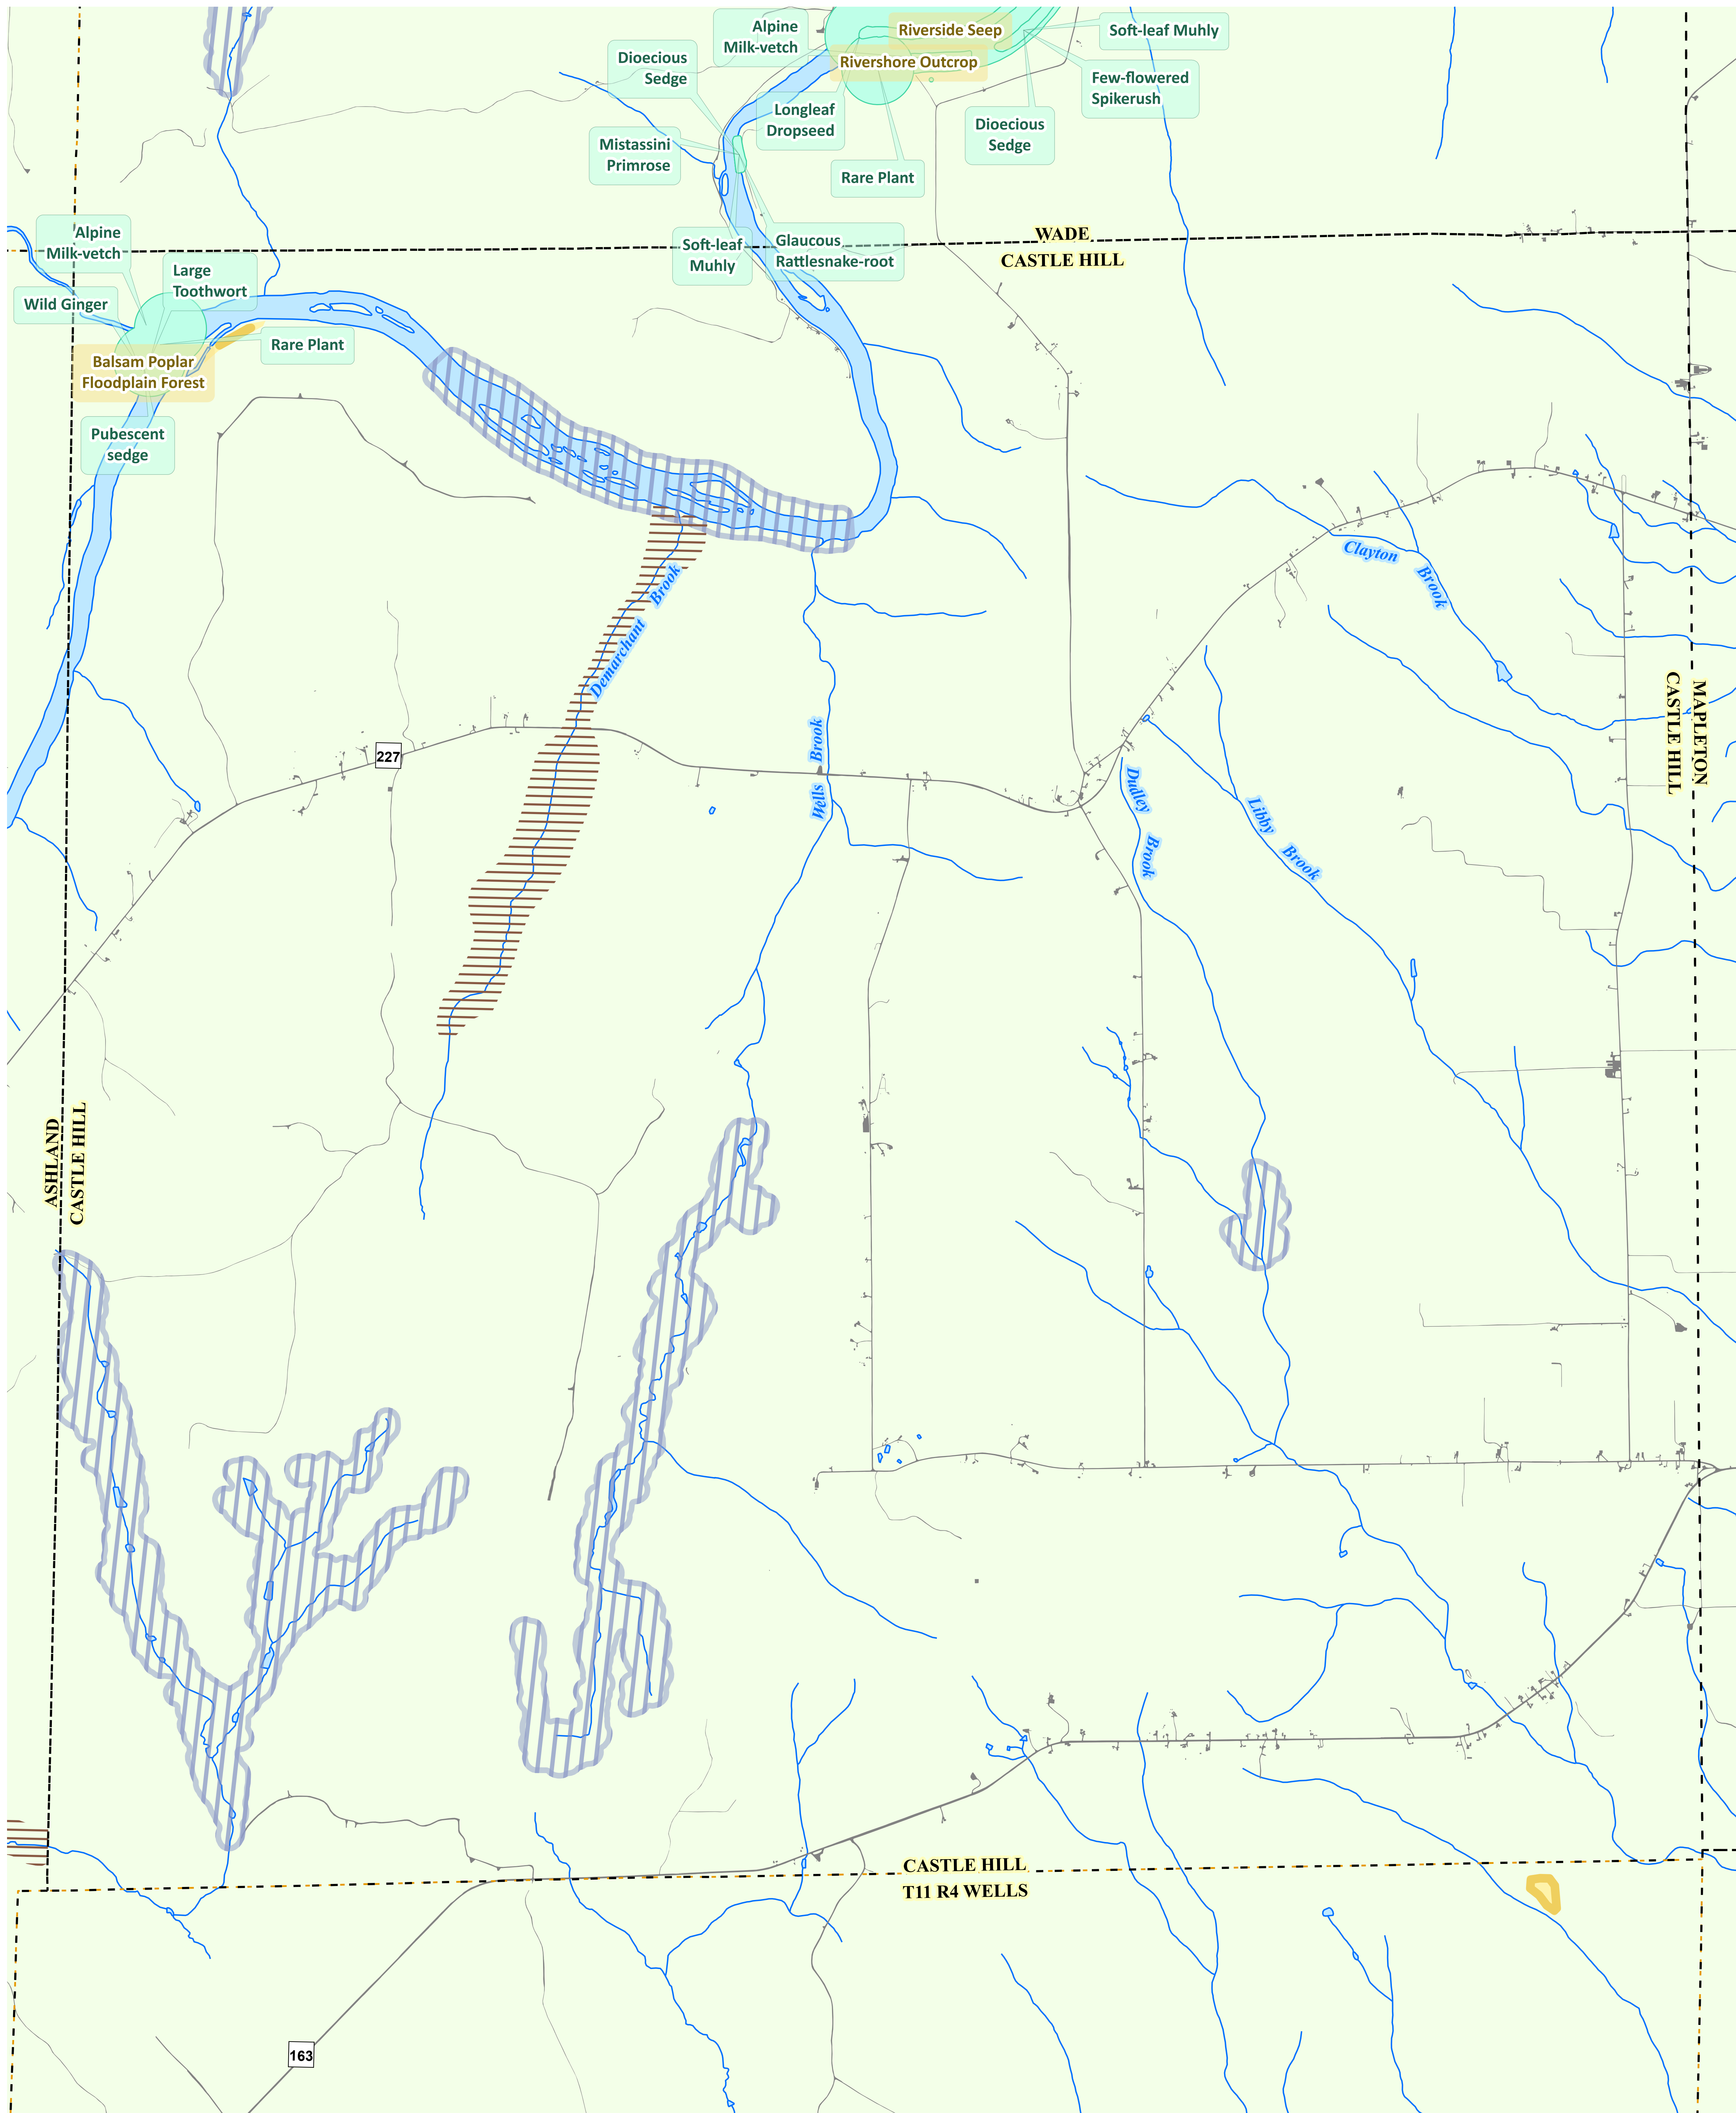 Alpine
Milk-vetch
Riverside Seep
Soft-leaf Muhly
Dioecious
Sedge
Rivershore Outcrop
Few-flowered
Spikerush
Longleaf
Dropseed
Dioecious
Sedge
Mistassini
Primrose
Rare Plant
Alpine
Milk-vetch
Soft-leaf
Muhly
Glaucous
Rattlesnake-root
WADE
CASTLE HILL
Large
Toothwort
Wild Ginger
Rare Plant
Balsam Poplar
Floodplain Forest
Pubescent
sedge
Clayton
Brook
Demarchant
Brook
MAPLETON
CASTLE HILL
227
Wells
Brook
Dudley
Brook
Libby
Brook
ASHLAND
CASTLE HILL
CASTLE HILL
T11 R4 WELLS
163